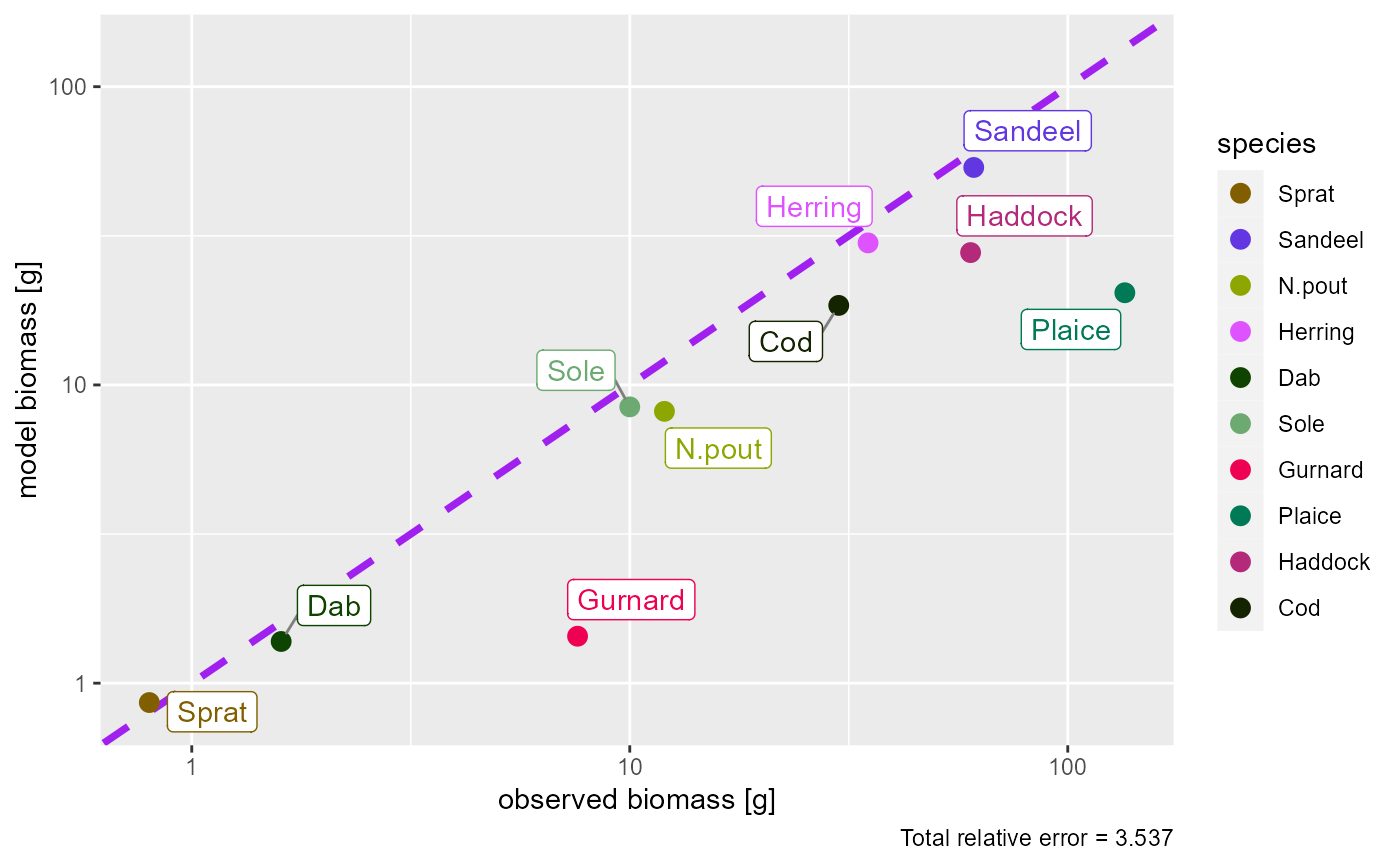 100
10
1
model biomass [g]
Sandeel
Herring
Haddock
Plaice
Cod
Sole
N.pout
Dab
Gurnard
Sprat
1
10
100
observed biomass [g]
Total relative error = 3.537
species
Sprat
Sandeel
N.pout
Herring
Dab
Sole
Gurnard
Plaice
Haddock
Cod